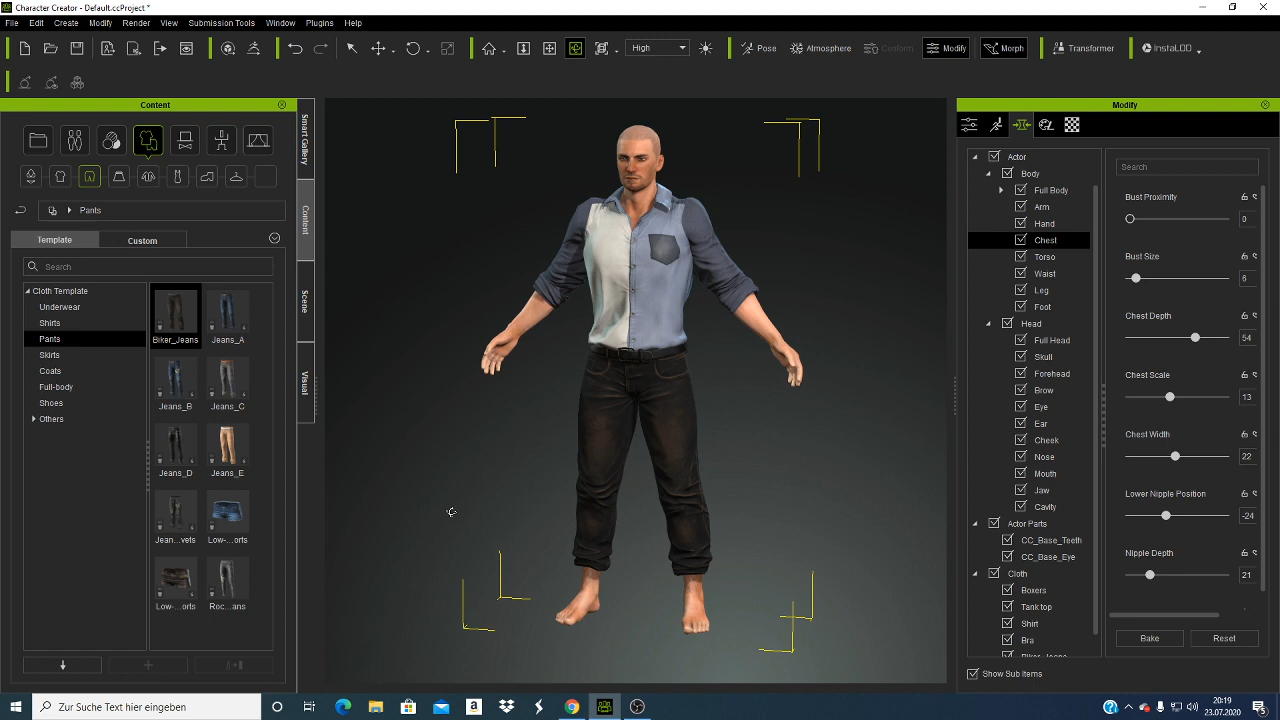 Character Creator - Default.ccProject *
File Edit Create Modify Render View Submission Tools Window Plugins Help
High Pose Atmosphere Conform Modify Morph Transformer InstaLOD
Content
Modify
Smart Gallery
Content
Scene
Visual
Pants
Template Custom
Search
Cloth Template
Underwear
Shirts
Pants
Skirts
Coats
Full-body
Shoes
Others
Biker_Jeans Jeans_A
Jeans_B Jeans_C
Jeans_D Jeans_E
Jean...vets Low-...orts
Low-...orts Roc...ans
Actor
Body
Full Body
Arm
Hand
Chest
Torso
Waist
Leg
Foot
Head
Full Head
Skull
Forehead
Brow
Eye
Ear
Cheek
Nose
Mouth
Jaw
Cavity
Actor Parts
CC_Base_Teeth
CC_Base_Eye
Cloth
Boxers
Tank top
Shirt
Bra
Biker_Jeans
Show Sub Items
Search
Bust Proximity
0
Bust Size
6
Chest Depth
54
Chest Scale
13
Chest Width
22
Lower Nipple Position
-24
Nipple Depth
21
Bake Reset
Zur Suche Text hier eingeben
20:19
23.07.2020